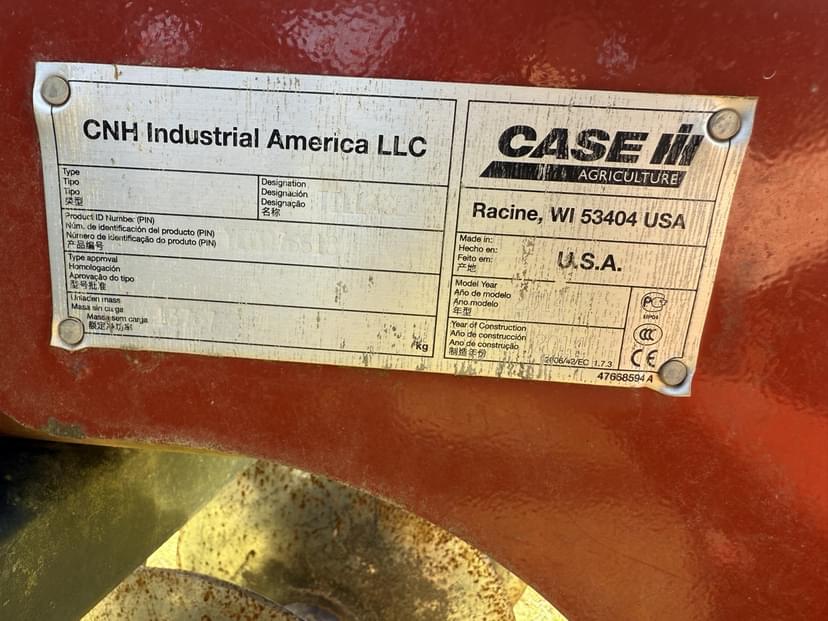 CNH Industrial America LLC
Type
Tipo
Tipo
类型
Designation
Designación
Designação
名称
Product ID Number (PIN)
Núm. de identificación del producto (PIN)
Número de identificação do produto (PIN)
产品编号
Type approval
Homologación
Aprovação do tipo
型号批准
Unladen mass
Masa sin carga
Massa sem carga
额定净功率
kg
CASE IH
AGRICULTURE
Racine, WI 53404 USA
Made in:
Hecho en:
Feito em:
产地
U.S.A.
Model Year
Año de modelo
Ano modelo
年型
Year of Construction
Año de construcción
Ano de construção
制造年份
2006/42/EC 1.7.3
CCC
CE
47668594A